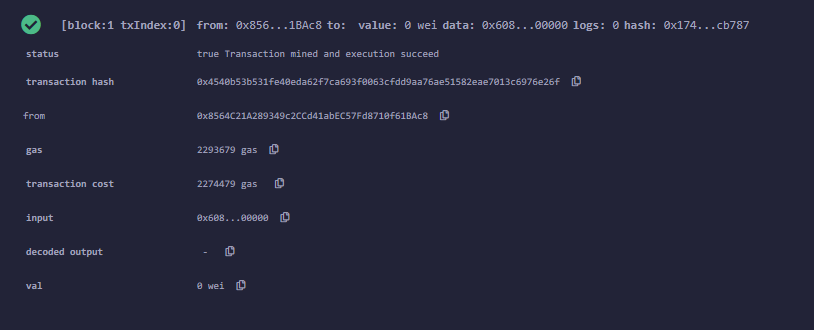 [block:1 txIndex:0] from: 0x856...1BAc8 to: value: 0 wei data: 0x608...00000 logs: 0 hash: 0x174...cb787
status true Transaction mined and execution succeed
transaction hash 0x4540b53b531fe40eda62f7ca693f0063cfdd9aa76ae51582eae7013c6976e26f
from 0x8564C21A289349c2CCd41abEC57Fd8710f61BAc8
gas 2293679 gas
transaction cost 2274479 gas
input 0x608...00000
decoded output -
val 0 wei